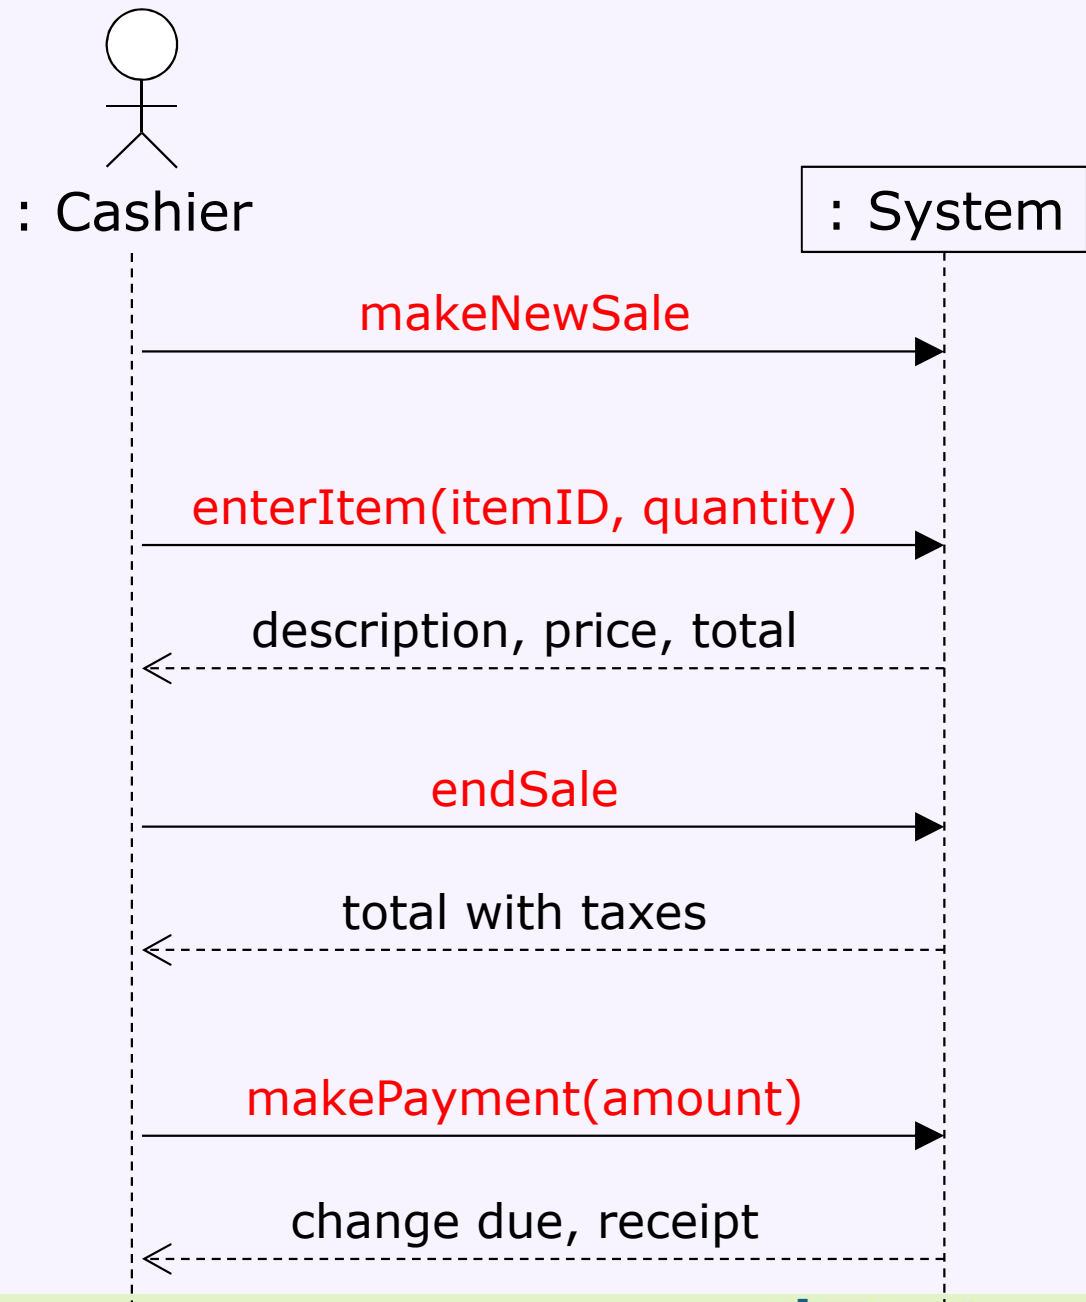 : Cashier
: System
makeNewSale
enterItem(itemID, quantity)
description, price, total
endSale
total with taxes
makePayment(amount)
change due, receipt